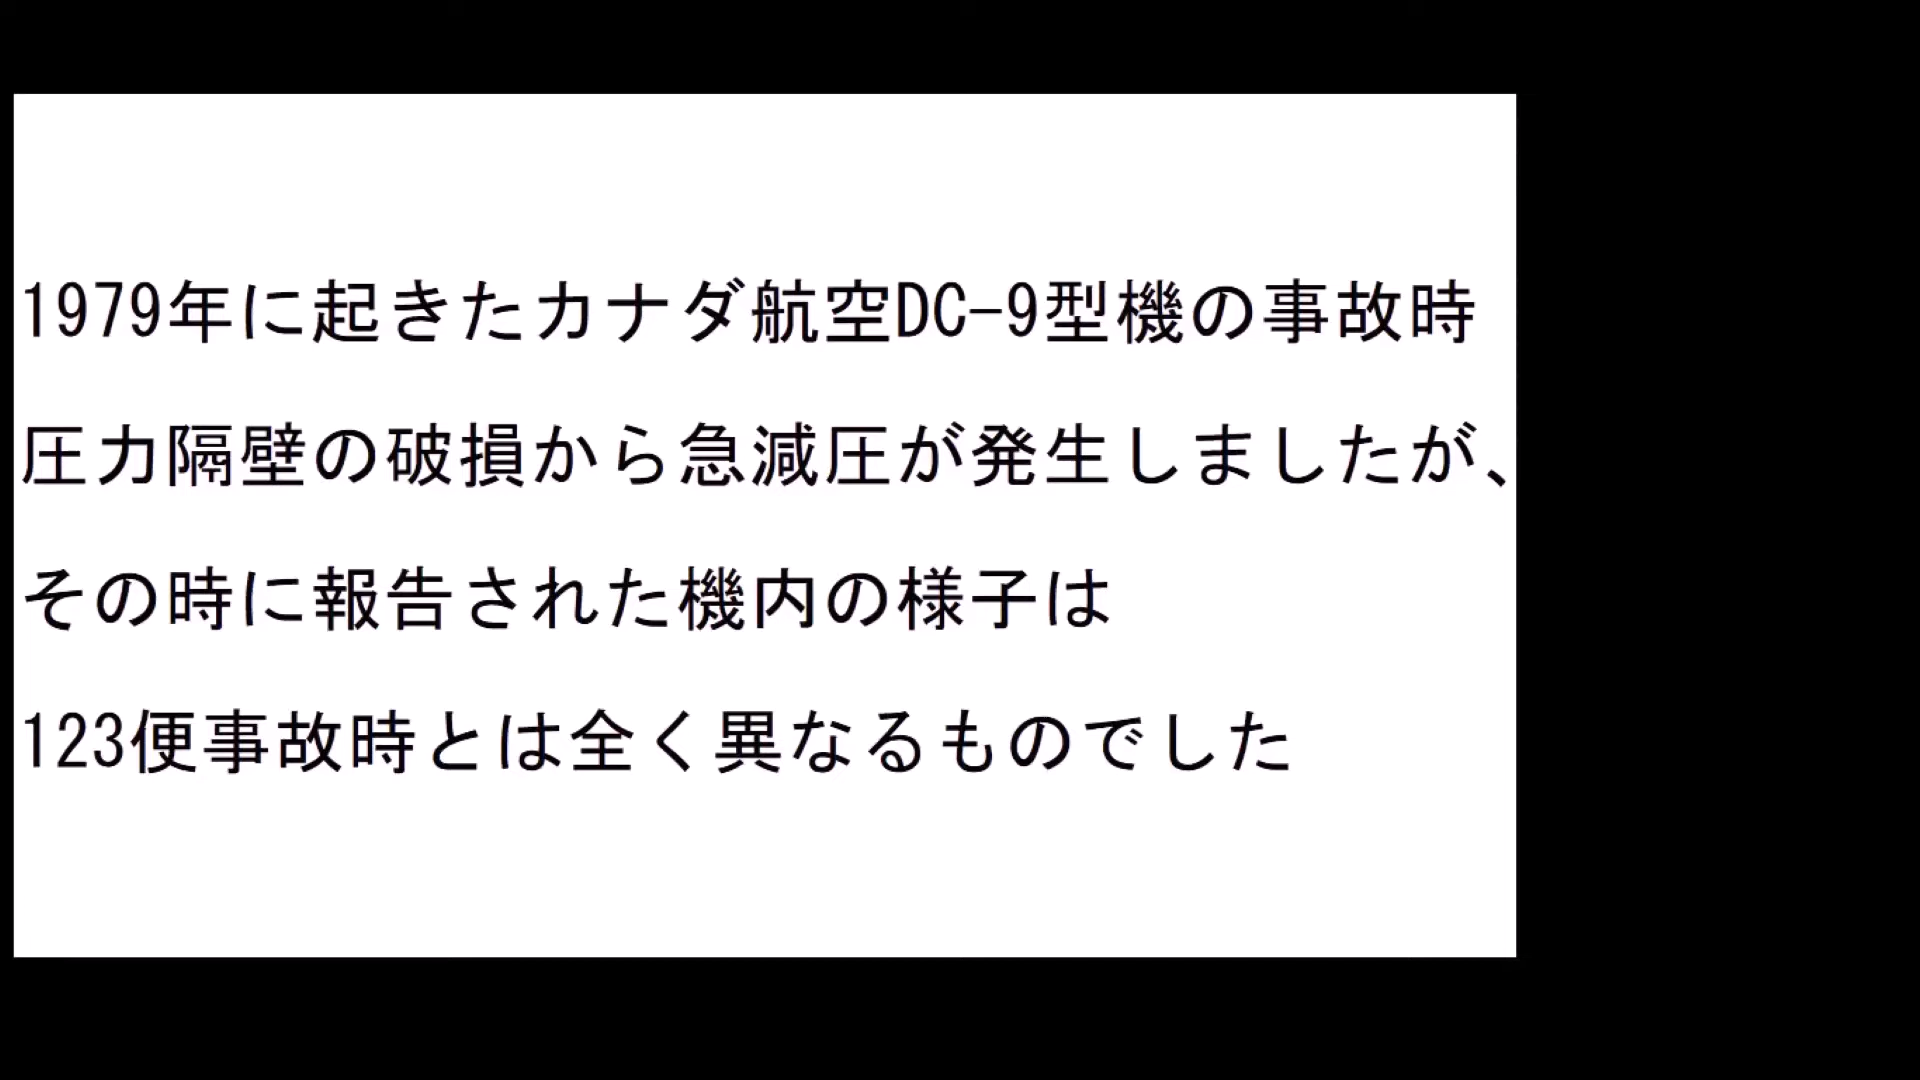 1979年に起きたカナダ航空DC-9型機の事故時
圧力隔壁の破損から急減圧が発生しましたが、
その時に報告された機内の様子は
123便事故時とは全く異なるものでした